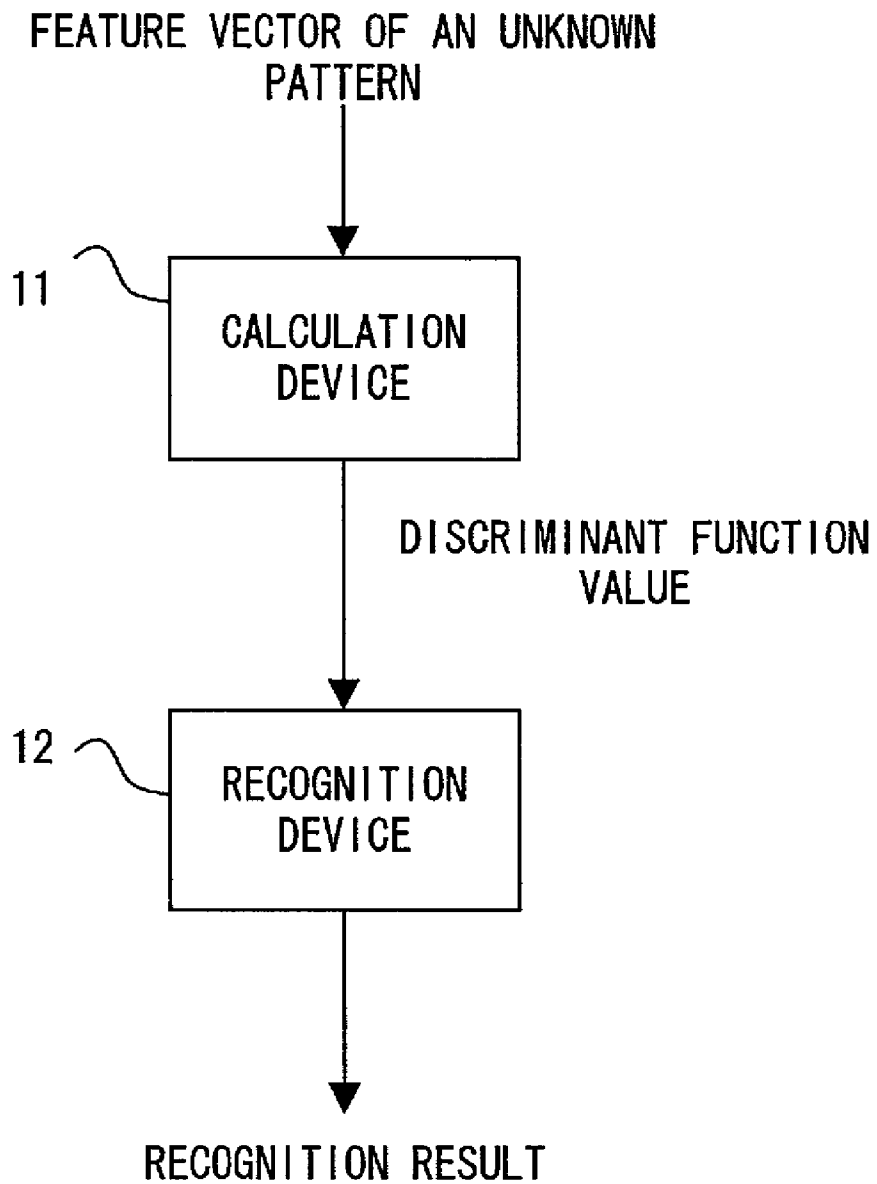 FEATURE VECTOR OF AN UNKNOWN
PATTERN
11
CALCULATION
DEVICE
DISCRIMINANT FUNCTION
VALUE
12
RECOGNITION
DEVICE
RECOGNITION RESULT